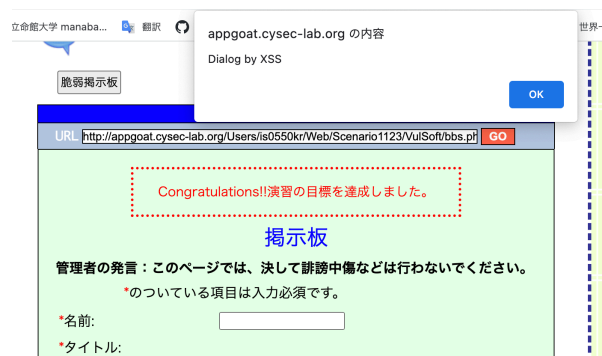 立命館大学 manaba...
翻訳
世界一
appgoat.cysec-lab.org の内容
Dialog by XSS
OK
脆弱掲示板
URL http://appgoat.cysec-lab.org/Users/is0550kr/Web/Scenario1123/VulSoft/bbs.ph GO
Congratulations!!演習の目標を達成しました。
掲示板
管理者の発言：このページでは、決して誹謗中傷などは行わないでください。
*のついている項目は入力必須です。
*名前:
*タイトル: